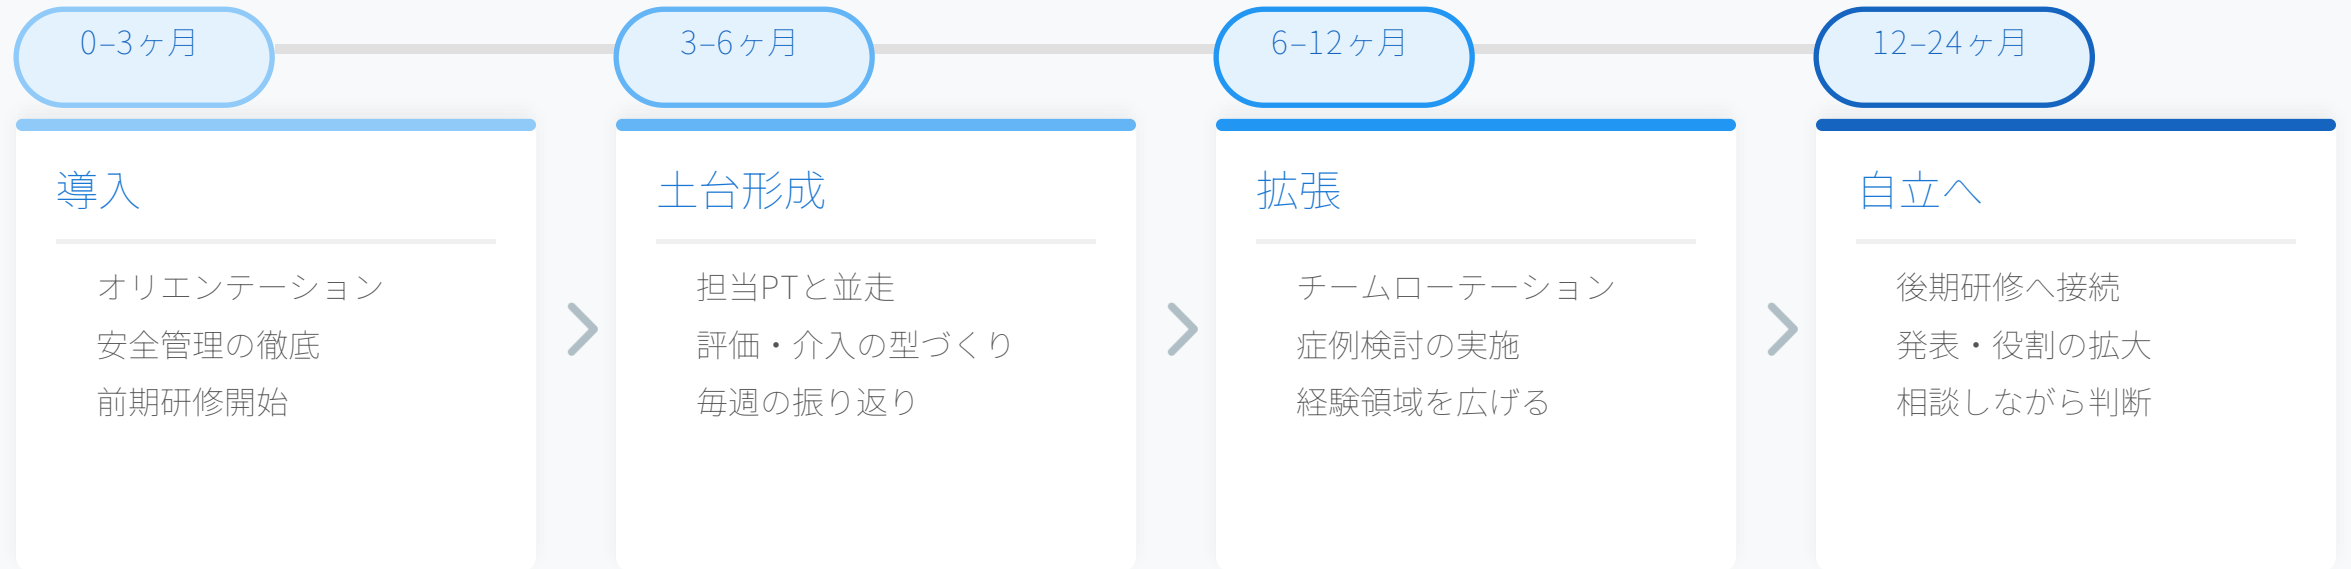 0–3ヶ月
3–6ヶ月
6–12ヶ月
12–24ヶ月
導入
オリエンテーション
安全管理の徹底
前期研修開始
土台形成
担当PTと並走
評価・介入の型づくり
毎週の振り返り
拡張
チームローテーション
症例検討の実施
経験領域を広げる
自立へ
後期研修へ接続
発表・役割の拡大
相談しながら判断